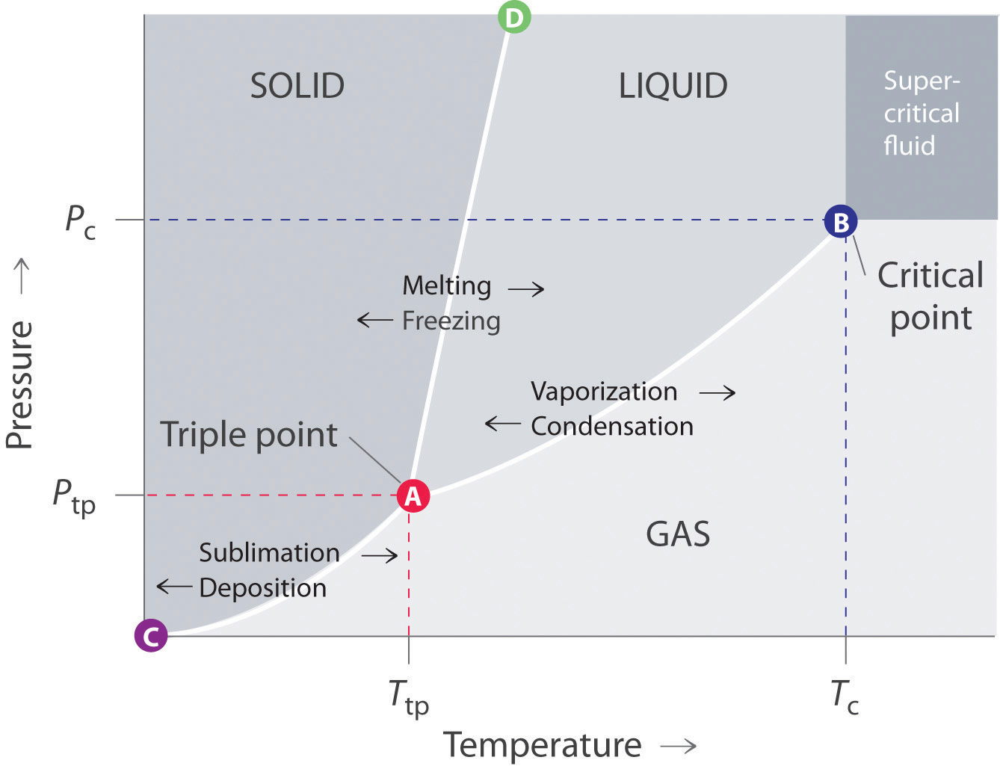 D
SOLID
LIQUID
Super-
critical
fluid
Pc
B
Critical
point
Melting →
← Freezing
Vaporization →
← Condensation
Triple point
Pressure →
Ptp
A
GAS
Sublimation →
← Deposition
C
Ttp
Tc
Temperature →